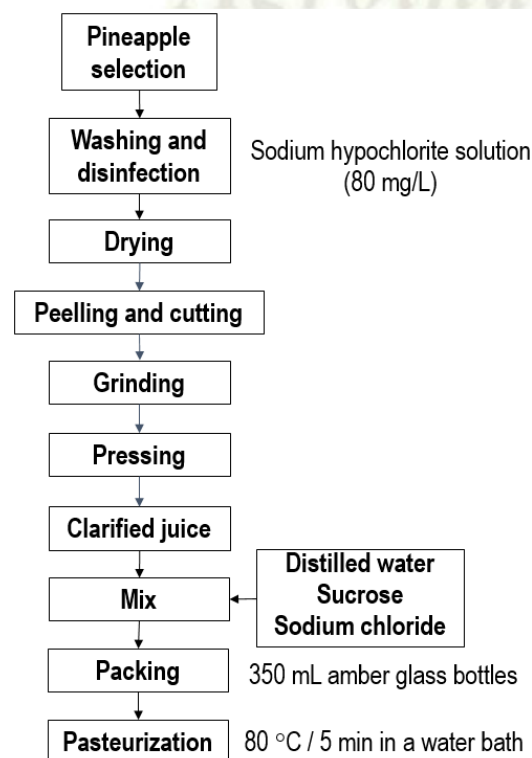 Pineapple
selection
Washing and
disinfection
Sodium hypochlorite solution
(80 mg/L)
Drying
Peelling and cutting
Grinding
Pressing
Clarified juice
Distilled water
Sucrose
Sodium chloride
Mix
Packing
350 mL amber glass bottles
Pasteurization
80 °C / 5 min in a water bath